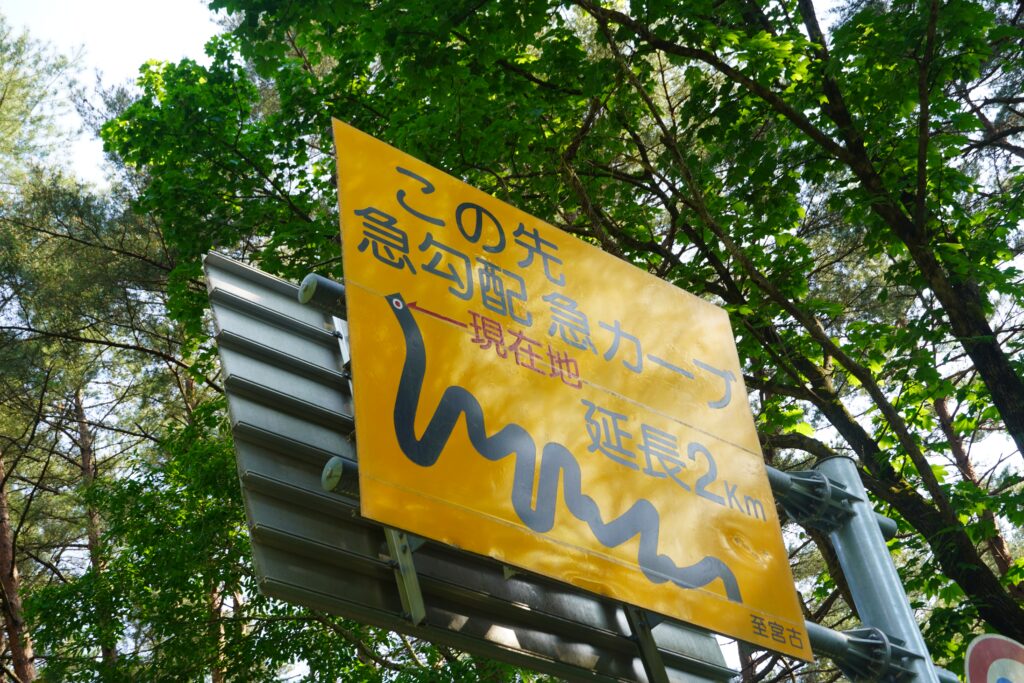 この先
急勾配急カーブ
現在地
延長2Km
至宮古